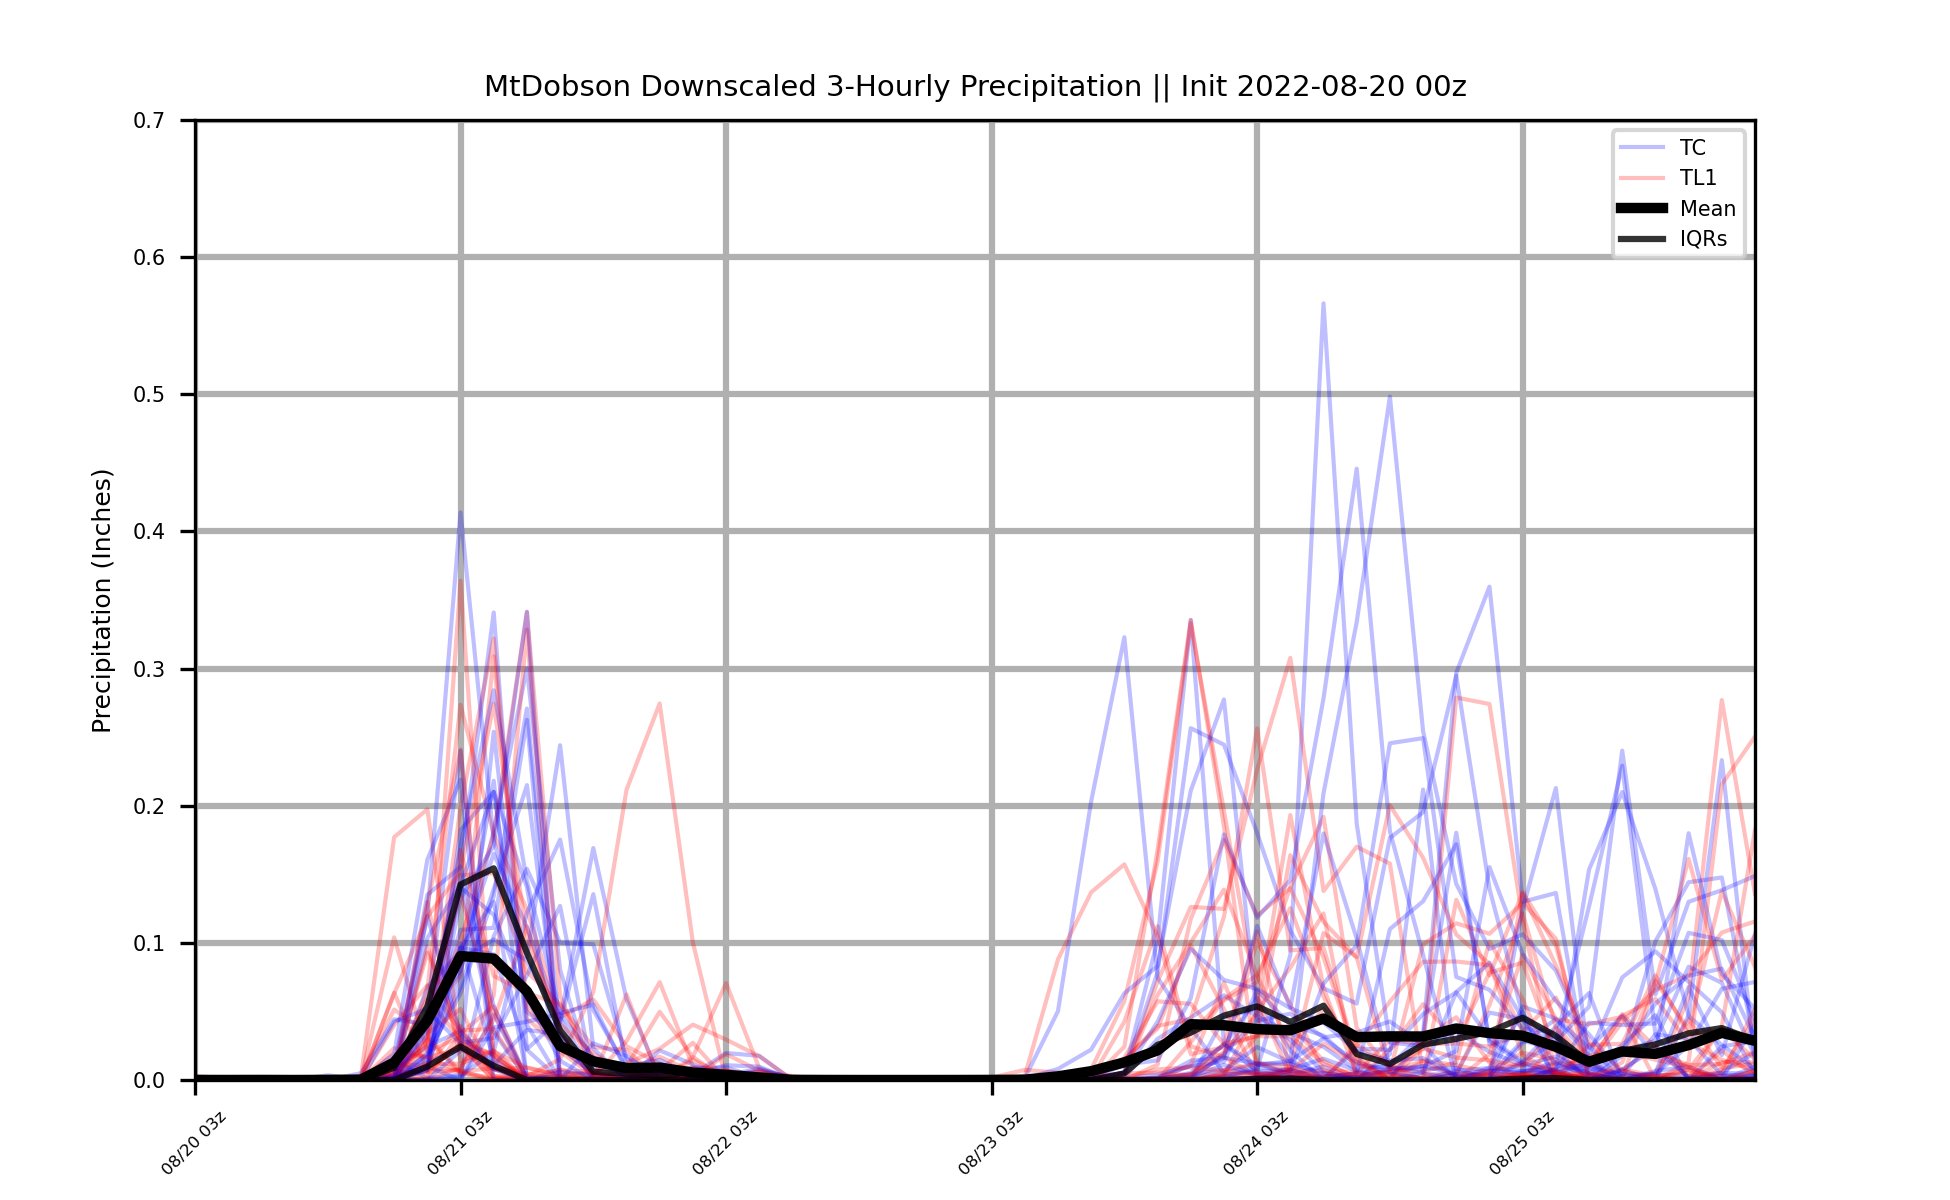 MtDobson Downscaled 3-Hourly Precipitation || Init 2022-08-20 00z
TC
TL1
Mean
IQRs
Precipitation (Inches)
0.7
0.6
0.5
0.4
0.3
0.2
0.1
0.0
08/20 03z
08/21 03z
08/22 03z
08/23 03z
08/24 03z
08/25 03z